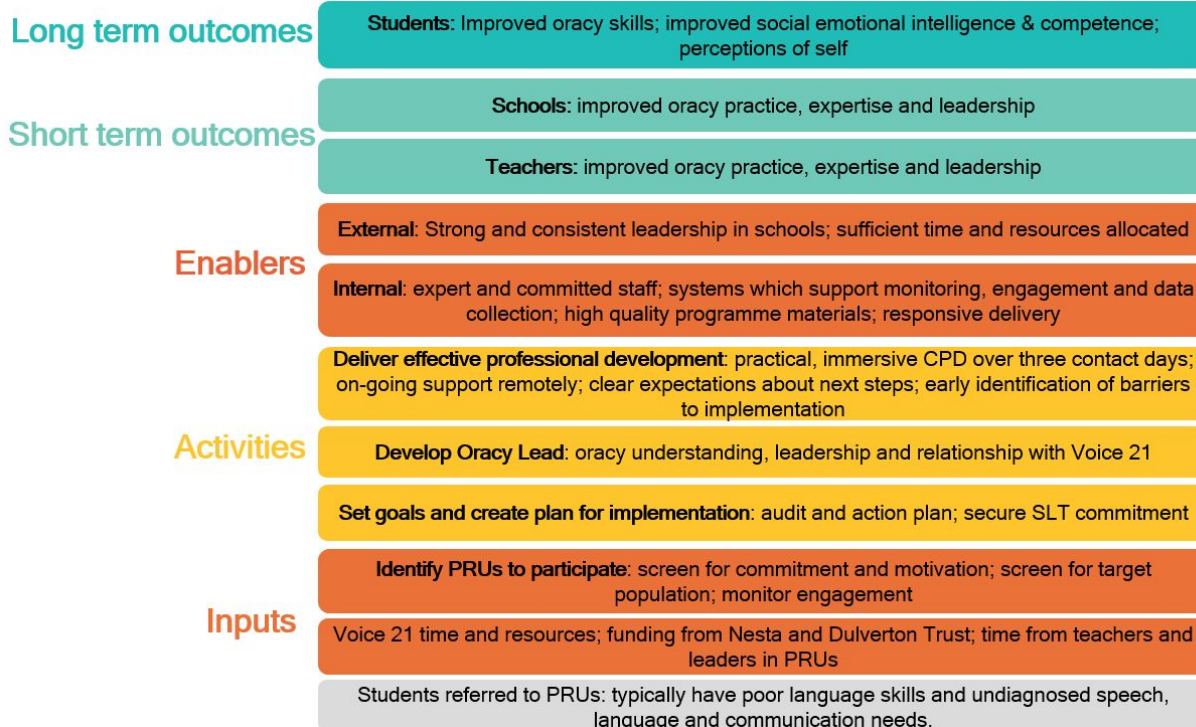 Long term outcomes
Students: Improved oracy skills; improved social emotional intelligence & competence;
perceptions of self
Short term outcomes
Schools: improved oracy practice, expertise and leadership
Teachers: improved oracy practice, expertise and leadership
Enablers
External: Strong and consistent leadership in schools; sufficient time and resources allocated
Internal: expert and committed staff; systems which support monitoring, engagement and data
collection; high quality programme materials; responsive delivery
Activities
Deliver effective professional development: practical, immersive CPD over three contact days;
on-going support remotely; clear expectations about next steps; early identification of barriers
to implementation
Develop Oracy Lead: oracy understanding, leadership and relationship with Voice 21
Set goals and create plan for implementation: audit and action plan; secure SLT commitment
Inputs
Identify PRUs to participate: screen for commitment and motivation; screen for target
population; monitor engagement
Voice 21 time and resources; funding from Nesta and Dulverton Trust; time from teachers and
leaders in PRUs
Students referred to PRUs: typically have poor language skills and undiagnosed speech,
language and communication needs.